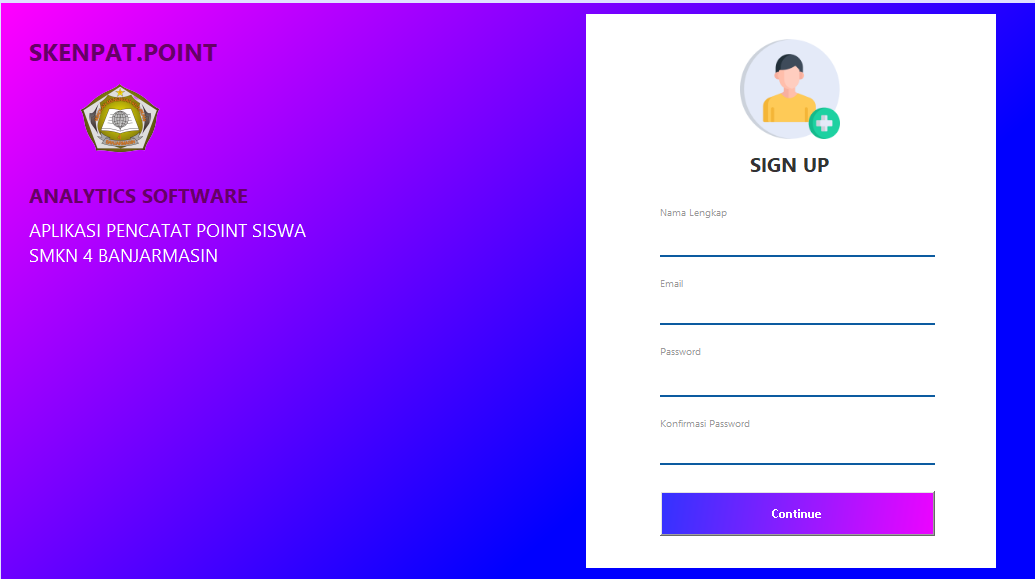 SKENPAT.POINT
ANALYTICS SOFTWARE
APLIKASI PENCATAT POINT SISWA
SMKN 4 BANJARMASIN
SIGN UP
Nama Lengkap
Email
Password
Konfirmasi Password
Continue